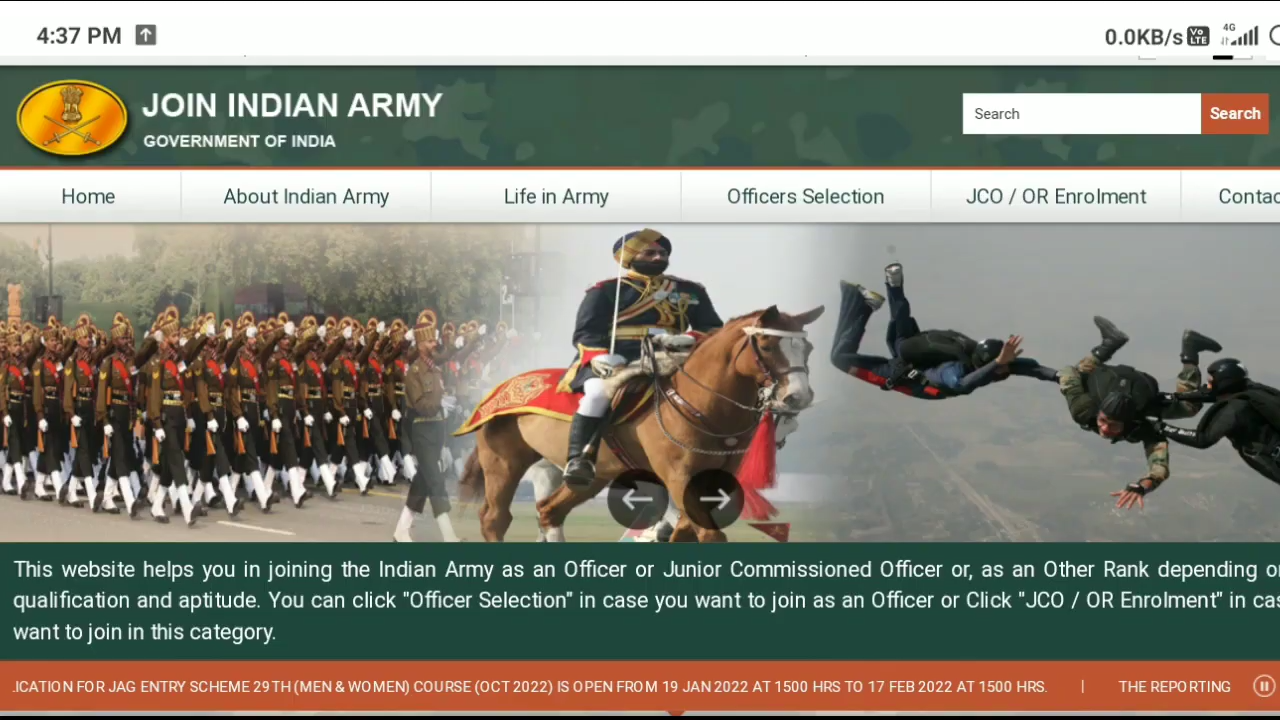 4:37 PM
0.0KB/s Vo LTE 4G
JOIN INDIAN ARMY
GOVERNMENT OF INDIA
Search Search
Home About Indian Army Life in Army Officers Selection JCO / OR Enrolment Contac
This website helps you in joining the Indian Army as an Officer or Junior Commissioned Officer or, as an Other Rank depending o
qualification and aptitude. You can click "Officer Selection" in case you want to join as an Officer or Click "JCO / OR Enrolment" in cas
want to join in this category.
ICATION FOR JAG ENTRY SCHEME 29TH (MEN & WOMEN) COURSE (OCT 2022) IS OPEN FROM 19 JAN 2022 AT 1500 HRS TO 17 FEB 2022 AT 1500 HRS. | THE REPORTING